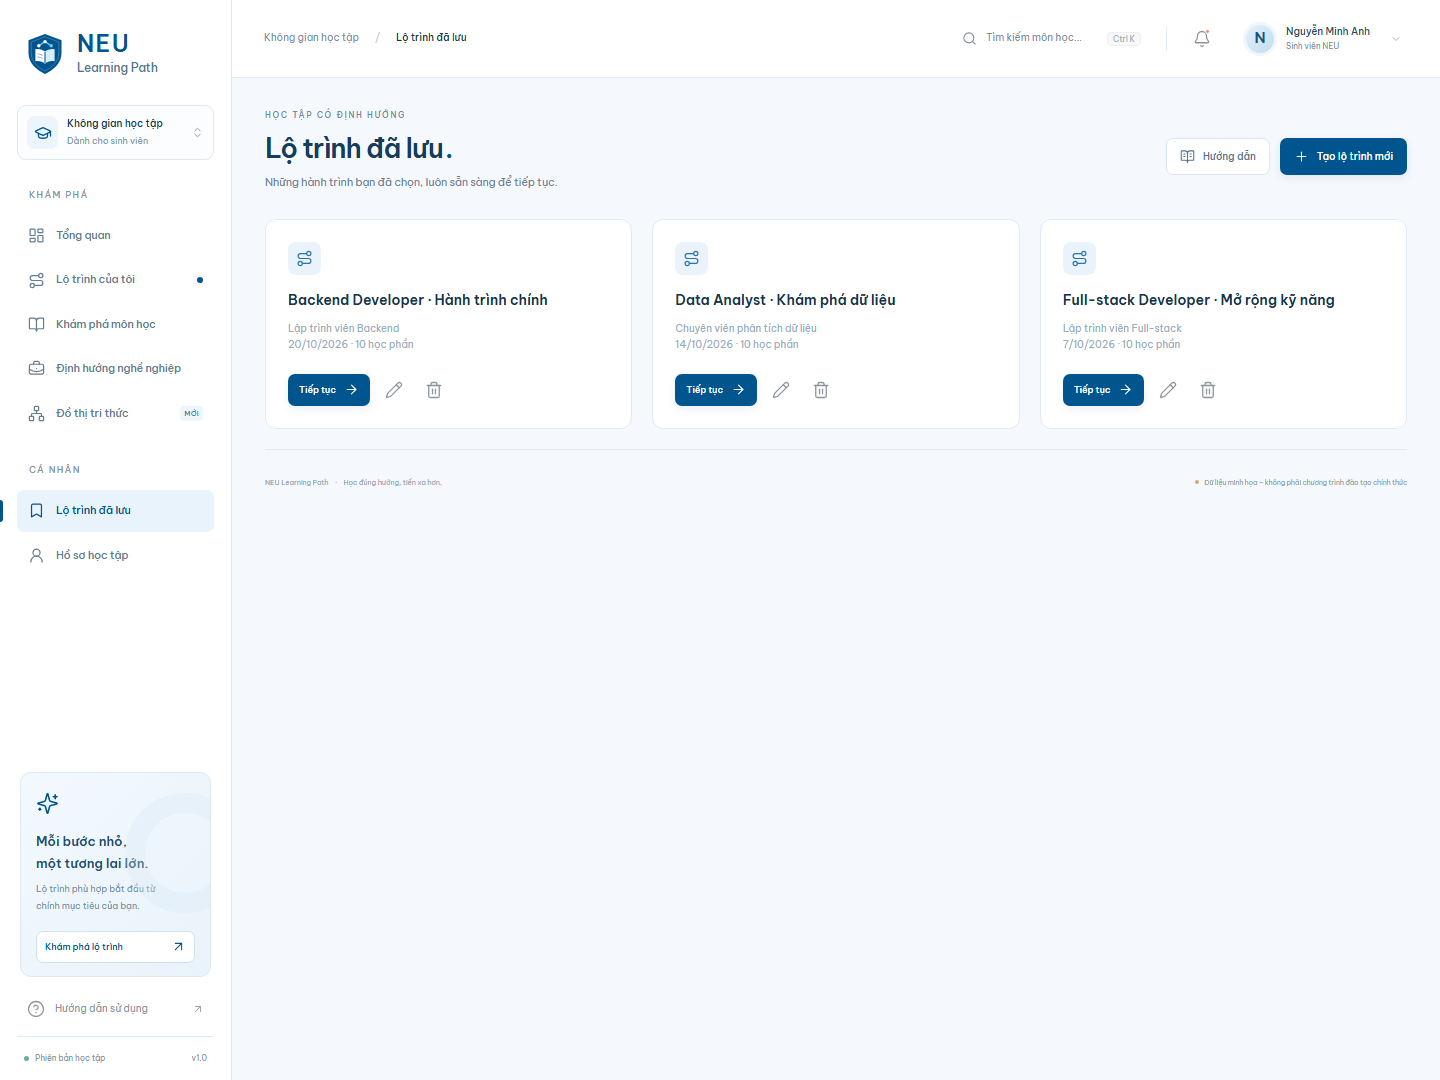 NEU
Learning Path
Không gian học tập
Dành cho sinh viên
KHÁM PHÁ
Tổng quan
Lộ trình của tôi
Khám phá môn học
Định hướng nghề nghiệp
Đồ thị tri thức
MỚI
CÁ NHÂN
Lộ trình đã lưu
Hồ sơ học tập
Mỗi bước nhỏ,
một tương lai lớn.
Lộ trình phù hợp bắt đầu từ
chính mục tiêu của bạn.
Khám phá lộ trình
Hướng dẫn sử dụng
Phiên bản học tập v1.0
Không gian học tập / Lộ trình đã lưu
Tìm kiếm môn học... Ctrl K
N
Nguyễn Minh Anh
Sinh viên NEU
HỌC TẬP CÓ ĐỊNH HƯỚNG
Lộ trình đã lưu.
Những hành trình bạn đã chọn, luôn sẵn sàng để tiếp tục.
Hướng dẫn
Tạo lộ trình mới
Backend Developer · Hành trình chính
Lập trình viên Backend
20/10/2026 · 10 học phần
Tiếp tục
Data Analyst · Khám phá dữ liệu
Chuyên viên phân tích dữ liệu
14/10/2026 · 10 học phần
Tiếp tục
Full-stack Developer · Mở rộng kỹ năng
Lập trình viên Full-stack
7/10/2026 · 10 học phần
Tiếp tục
NEU Learning Path · Học đúng hướng, tiến xa hơn.
Dữ liệu minh họa – không phải chương trình đào tạo chính thức